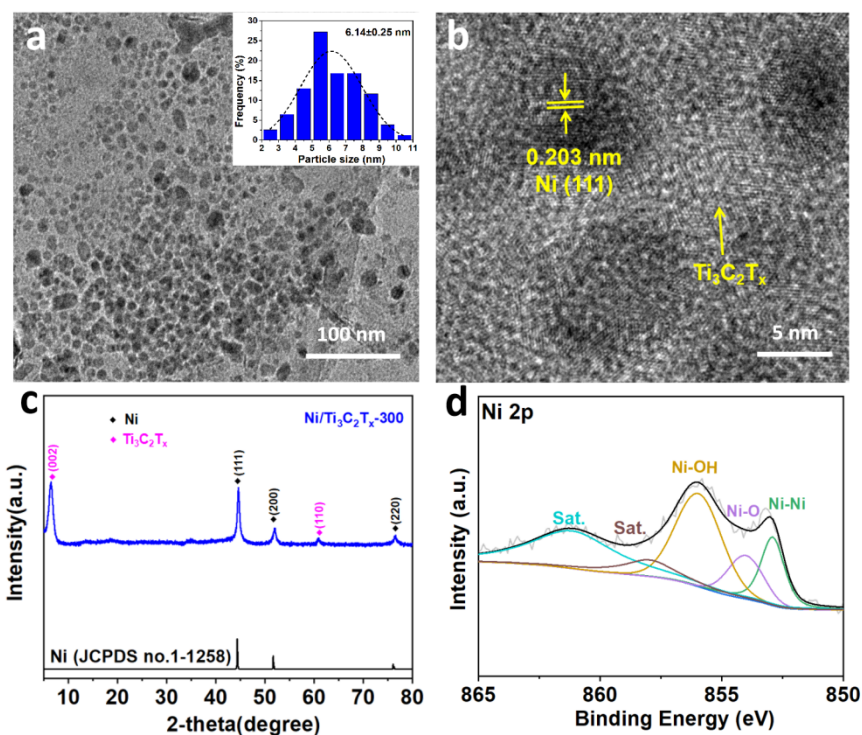 a
6.14±0.25 nm
30
25
20
15
10
5
0
Frequency (%)
2 3 4 5 6 7 8 9 10 11
Particle size (nm)
100 nm
b
0.203 nm
Ni (111)
Ti₃C₂Tₓ
5 nm
c
Ni
Ti₃C₂Tₓ
Ni/Ti₃C₂Tₓ-300
(002)
(111)
(200)
(110)
(220)
Ni (JCPDS no.1-1258)
Intensity(a.u.)
10 20 30 40 50 60 70 80
2-theta(degree)
d
Ni 2p
Ni-OH
Ni-O
Ni-Ni
Sat.
Sat.
Intensity (a.u.)
865 860 855 850
Binding Energy (eV)